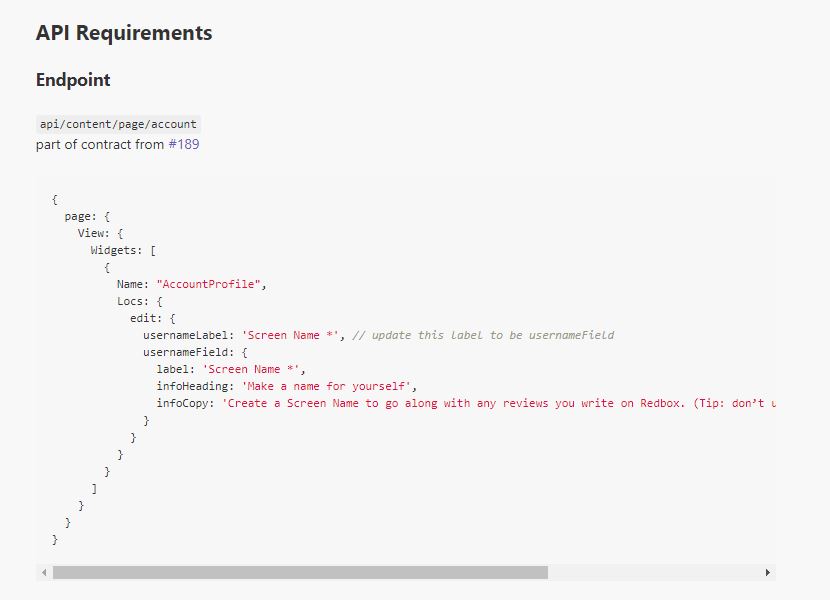 API Requirements
Endpoint
api/content/page/account
part of contract from #189
{
  page: {
    View: {
      Widgets: [
        {
          Name: "AccountProfile",
          Locs: {
            edit: {
              usernameLabel: 'Screen Name *', // update this label to be usernameField
              usernameField: {
                label: 'Screen Name *',
                infoHeading: 'Make a name for yourself',
                infoCopy: 'Create a Screen Name to go along with any reviews you write on Redbox. (Tip: don’t
              }
            }
          }
        }
      ]
    }
  }
}